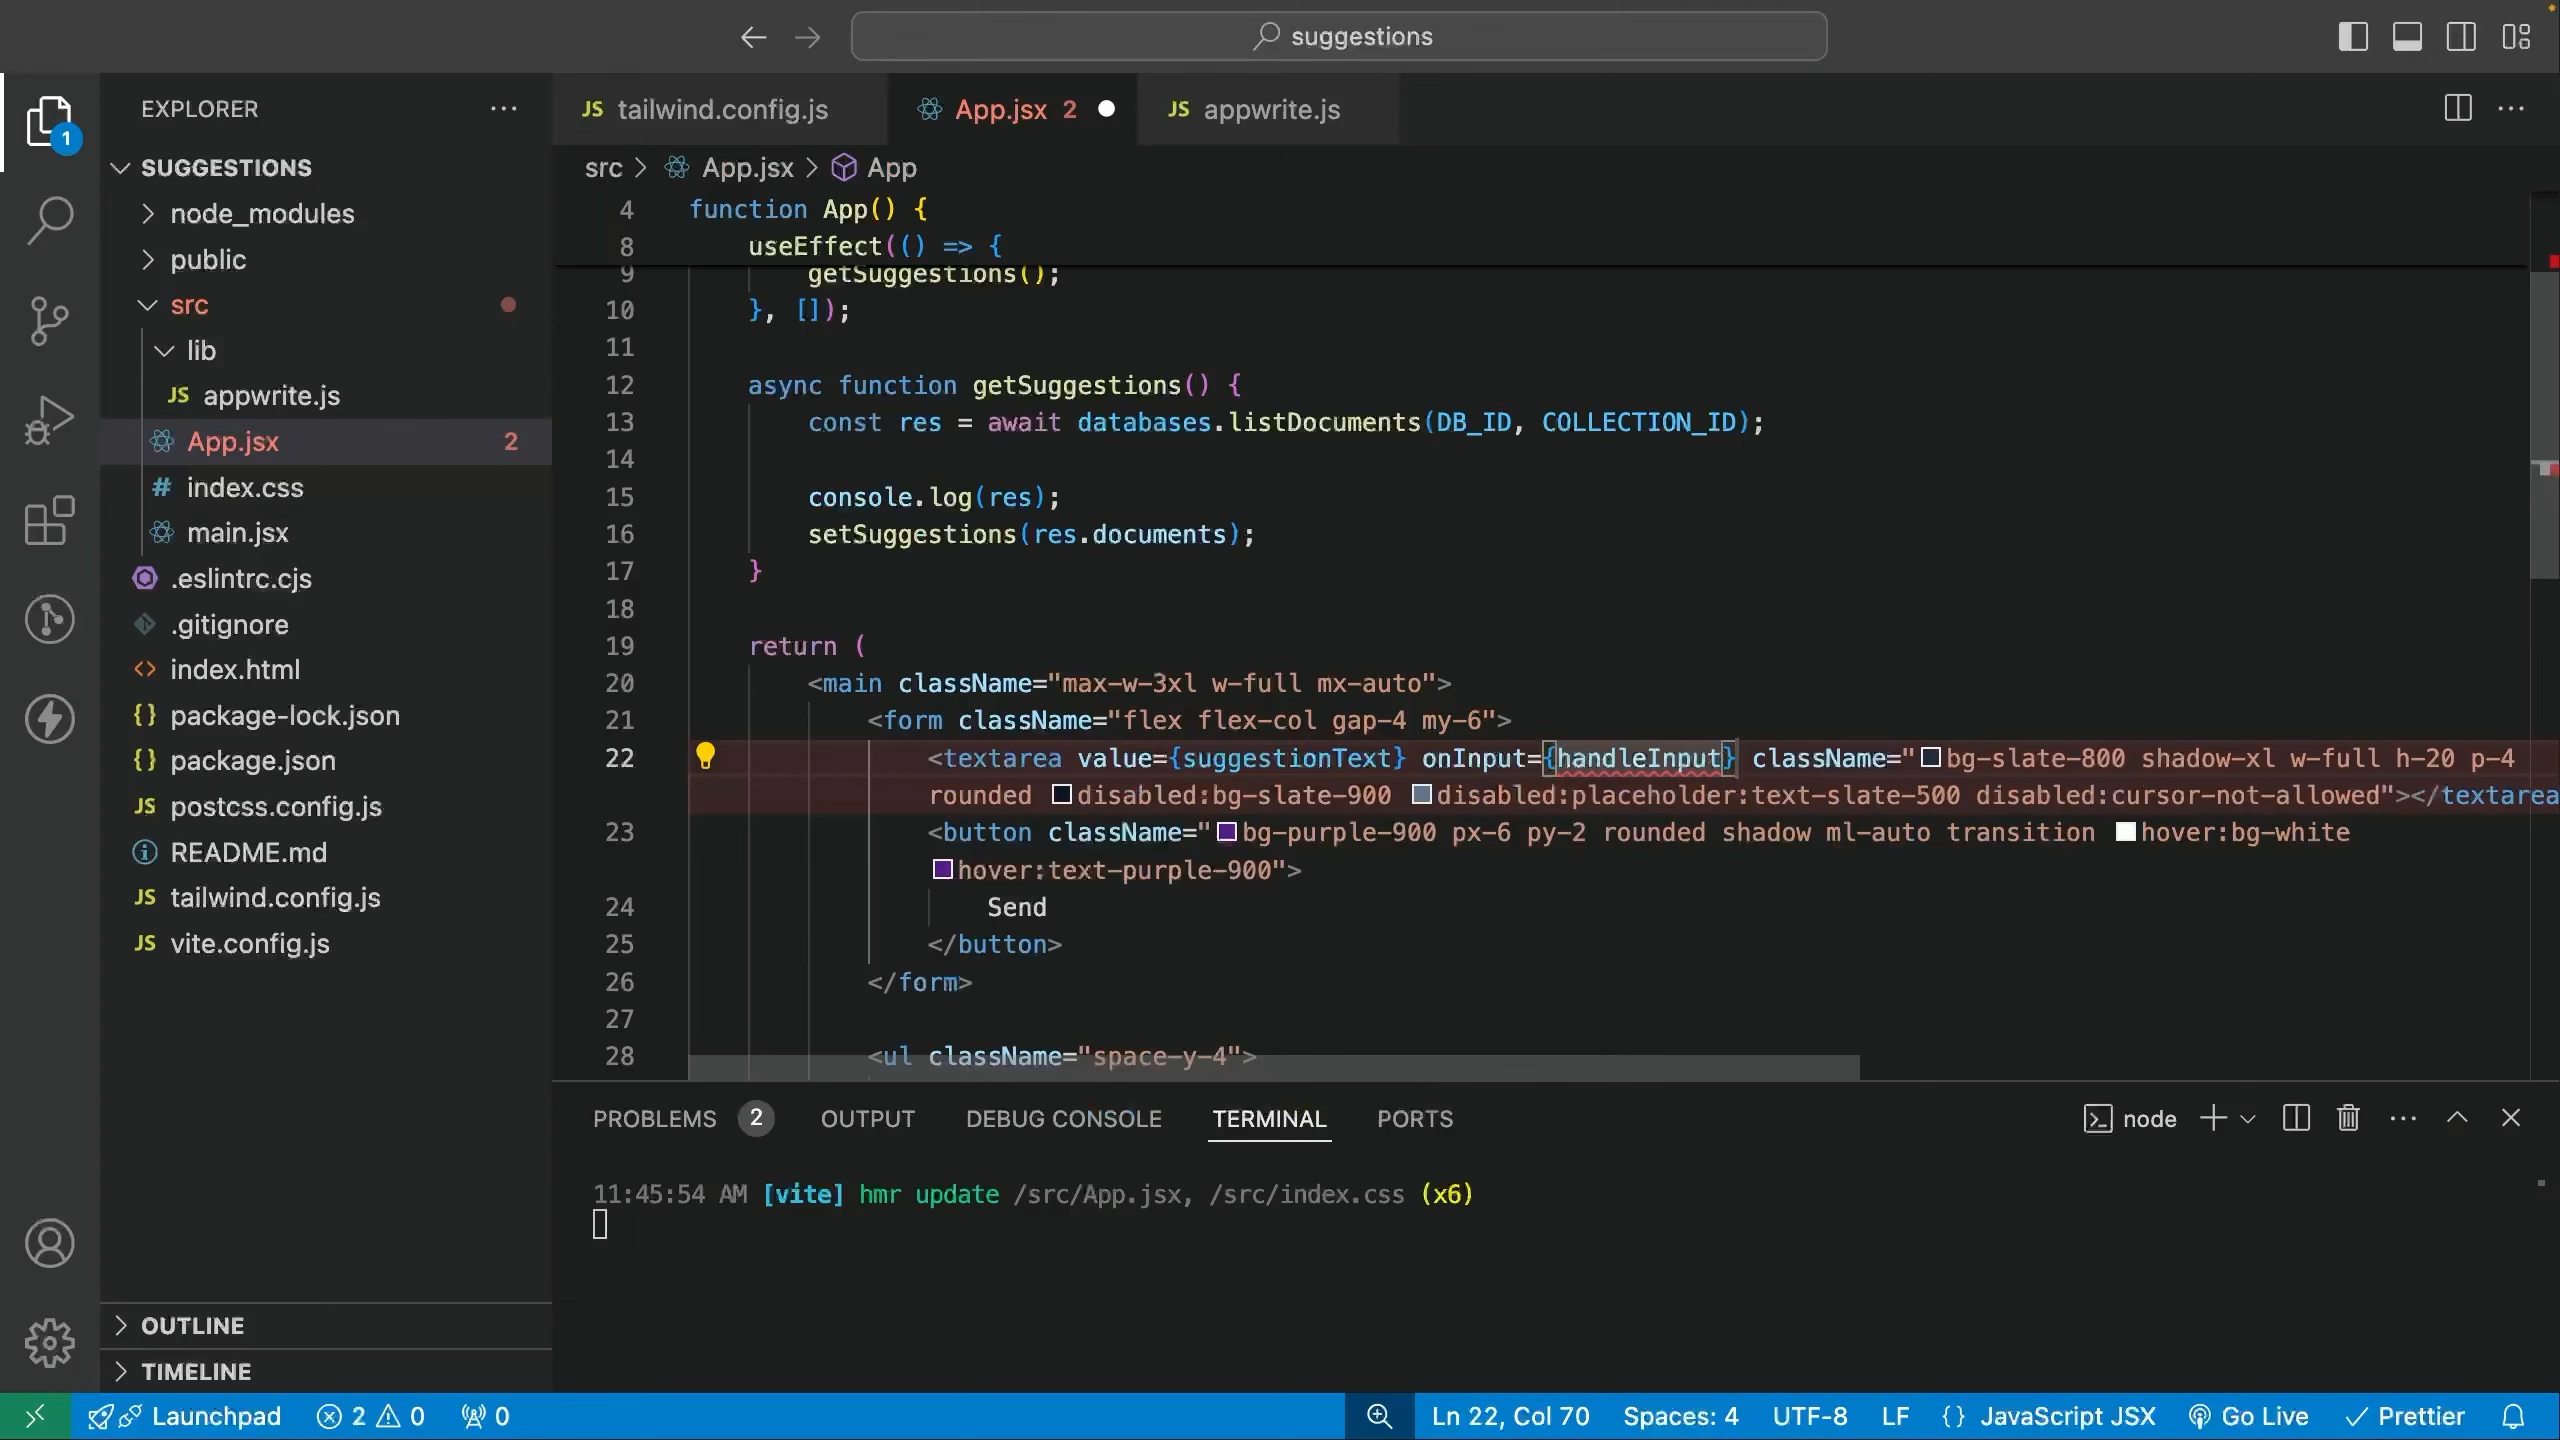 suggestions
EXPLORER
1
SUGGESTIONS
node_modules
public
src
lib
JS appwrite.js
App.jsx 2
# index.css
main.jsx
.eslintrc.cjs
.gitignore
<> index.html
{} package-lock.json
{} package.json
JS postcss.config.js
README.md
JS tailwind.config.js
JS vite.config.js
OUTLINE
TIMELINE
JS tailwind.config.js
App.jsx 2
JS appwrite.js
src > App.jsx > App
4 function App() {
8 useEffect(() => {
9 getSuggestions();
10 }, []);
11
12 async function getSuggestions() {
13 const res = await databases.listDocuments(DB_ID, COLLECTION_ID);
14
15 console.log(res);
16 setSuggestions(res.documents);
17 }
18
19 return (
20 <main className="max-w-3xl w-full mx-auto">
21 <form className="flex flex-col gap-4 my-6">
22 <textarea value={suggestionText} onInput={handleInput} className="bg-slate-800 shadow-xl w-full h-20 p-4
rounded disabled:bg-slate-900 disabled:placeholder:text-slate-500 disabled:cursor-not-allowed"></textarea
23 <button className="bg-purple-900 px-6 py-2 rounded shadow ml-auto transition hover:bg-white
hover:text-purple-900">
24 Send
25 </button>
26 </form>
27
28 <ul className="space-y-4">
PROBLEMS 2 OUTPUT DEBUG CONSOLE TERMINAL PORTS
node
11:45:54 AM [vite] hmr update /src/App.jsx, /src/index.css (x6)
Launchpad 2 0 0
Ln 22, Col 70 Spaces: 4 UTF-8 LF {} JavaScript JSX Go Live Prettier